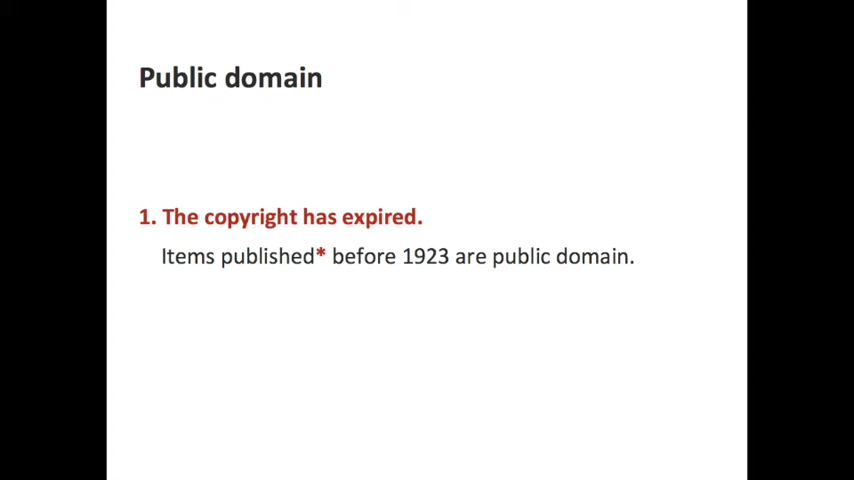 Public domain
1. The copyright has expired.
Items published* before 1923 are public domain.